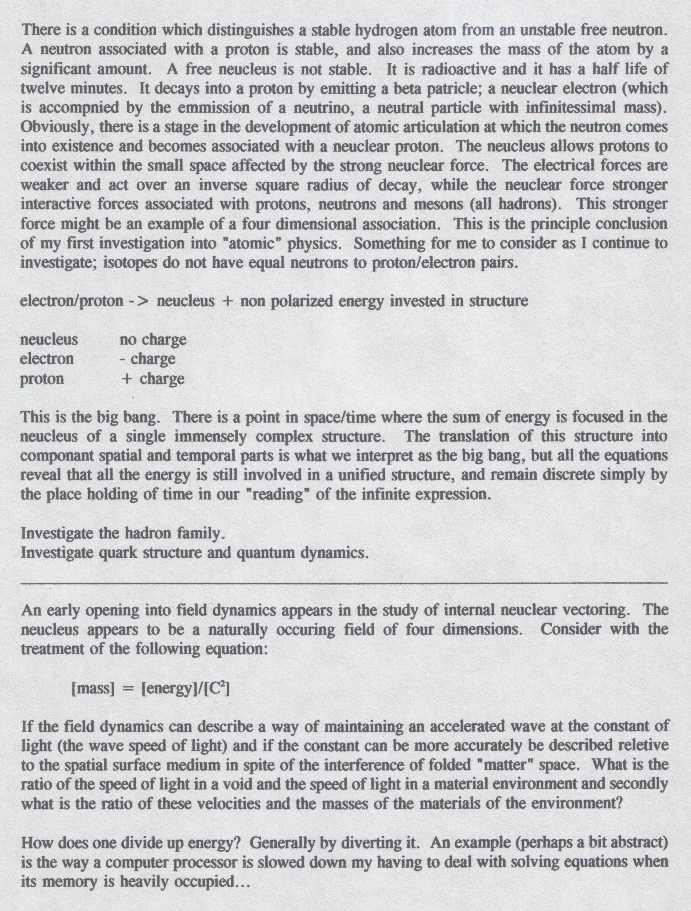 There is a condition which distinguishes a stable hydrogen atom from an unstable free neutron.
A neutron associated with a proton is stable, and also increases the mass of the atom by a
significant amount. A free neucleus is not stable. It is radioactive and it has a half life of
twelve minutes. It decays into a proton by emitting a beta patricle; a neuclear electron (which
is accompnied by the emmission of a neutrino, a neutral particle with infinitessimal mass).
Obviously, there is a stage in the development of atomic articulation at which the neutron comes
into existence and becomes associated with a neuclear proton. The neucleus allows protons to
coexist within the small space affected by the strong neuclear force. The electrical forces are
weaker and act over an inverse square radius of decay, while the neuclear force stronger
interactive forces associated with protons, neutrons and mesons (all hadrons). This stronger
force might be an example of a four dimensional association. This is the principle conclusion
of my first investigation into "atomic" physics. Something for me to consider as I continue to
investigate; isotopes do not have equal neutrons to proton/electron pairs.
electron/proton -> neucleus + non polarized energy invested in structure
neucleus no charge
electron - charge
proton + charge
This is the big bang. There is a point in space/time where the sum of energy is focused in the
neucleus of a single immensely complex structure. The translation of this structure into
componant spatial and temporal parts is what we interpret as the big bang, but all the equations
reveal that all the energy is still involved in a unified structure, and remain discrete simply by
the place holding of time in our "reading" of the infinite expression.
Investigate the hadron family.
Investigate quark structure and quantum dynamics.
An early opening into field dynamics appears in the study of internal neuclear vectoring. The
neucleus appears to be a naturally occuring field of four dimensions. Consider with the
treatment of the following equation:
[mass] = [energy]/[C²]
If the field dynamics can describe a way of maintaining an accelerated wave at the constant of
light (the wave speed of light) and if the constant can be more accurately be described reletive
to the spatial surface medium in spite of the interference of folded "matter" space. What is the
ratio of the speed of light in a void and the speed of light in a material environment and secondly
what is the ratio of these velocities and the masses of the materials of the environment?
How does one divide up energy? Generally by diverting it. An example (perhaps a bit abstract)
is the way a computer processor is slowed down my having to deal with solving equations when
its memory is heavily occupied...